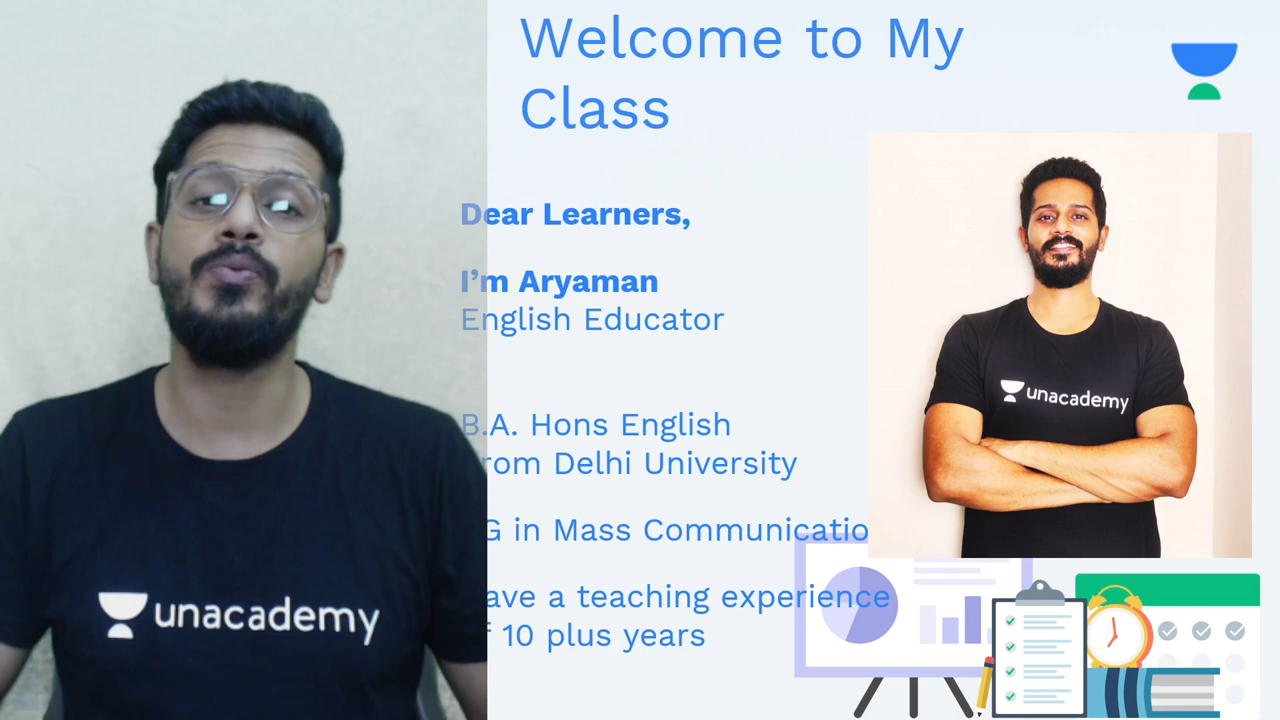 Welcome to My
Class
Dear Learners,
I'm Aryaman
English Educator
B.A. Hons English
rom Delhi University
G in Mass Communicatio
ave a teaching experience
f 10 plus years
unacademy
unacademy